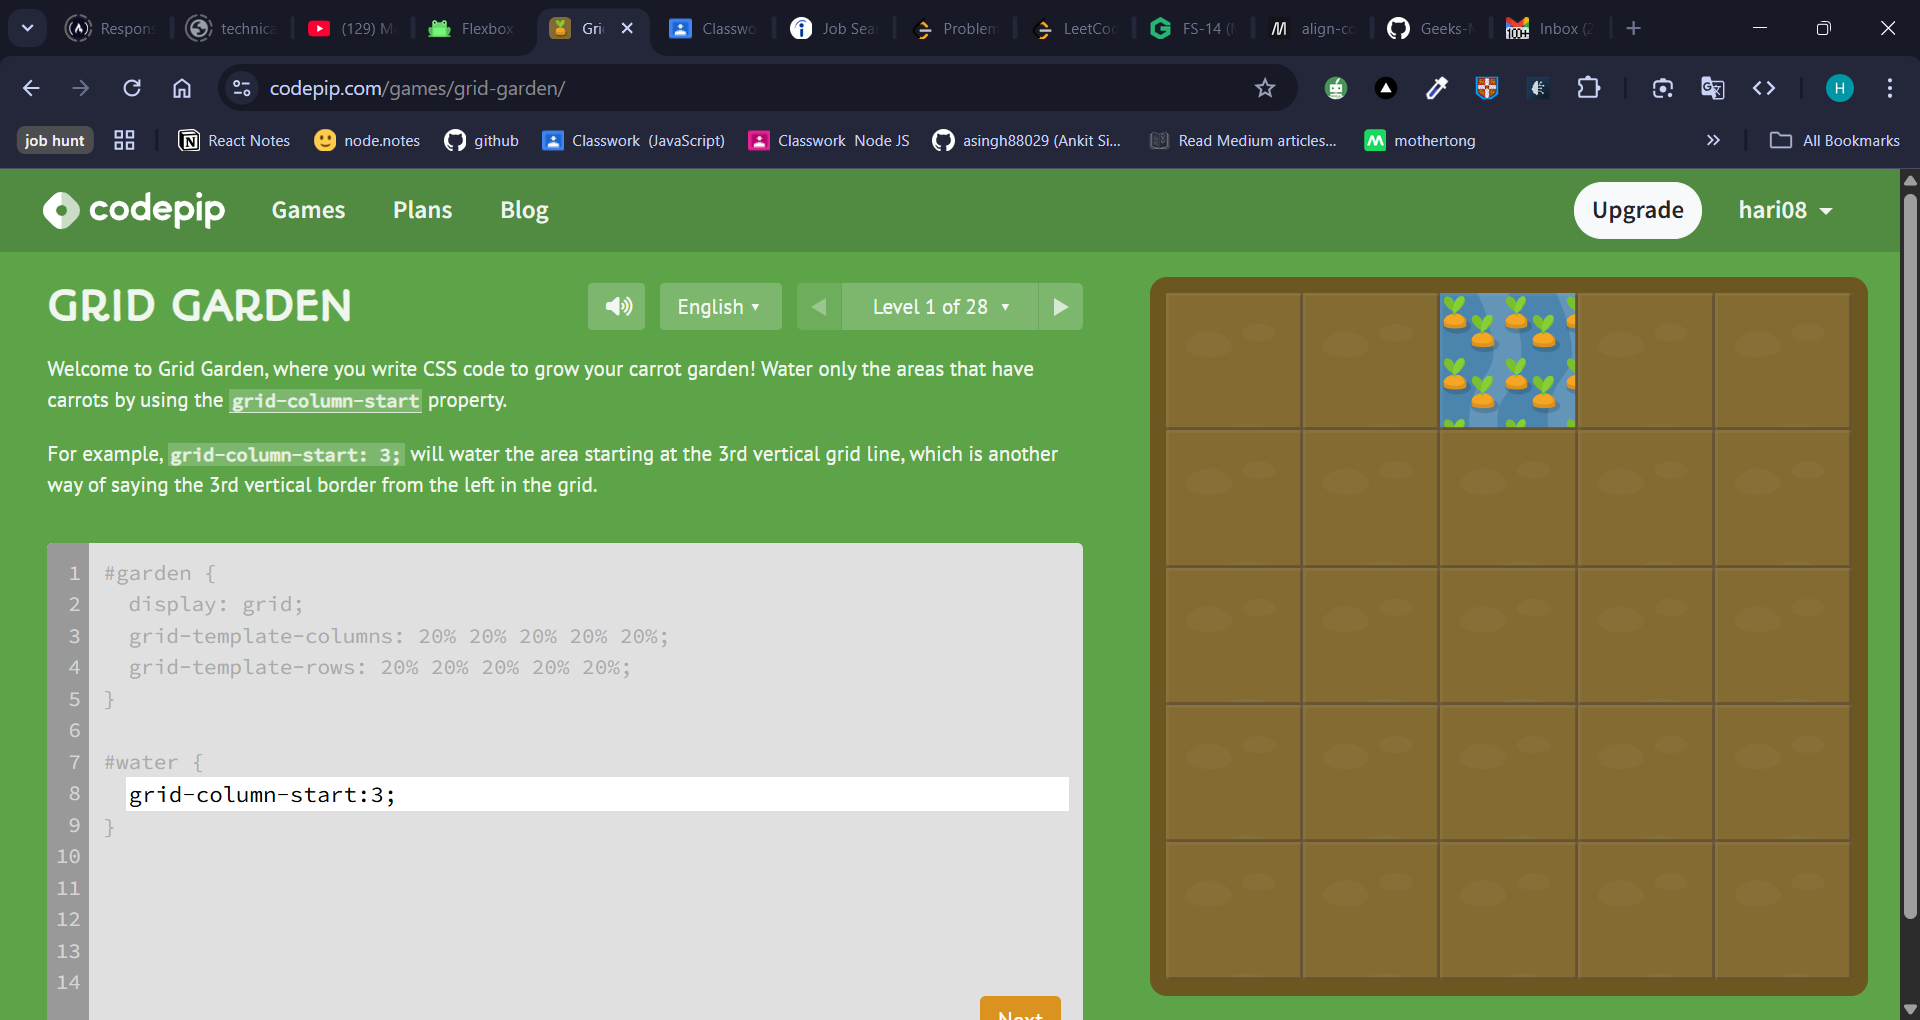 Respons
technica
(129) M
Flexbox
Gri
Classwo
Job Sea
Problem
LeetCo
FS-14 (
align-co
Geeks-
Inbox (2
codepip.com/games/grid-garden/
H
job hunt
React Notes
node.notes
github
Classwork (JavaScript)
Classwork Node JS
asingh88029 (Ankit Si...
Read Medium articles...
mothertong
All Bookmarks
codepip
Games
Plans
Blog
Upgrade
hari08
GRID GARDEN
English
Level 1 of 28
Welcome to Grid Garden, where you write CSS code to grow your carrot garden! Water only the areas that have
carrots by using the grid-column-start property.
For example, grid-column-start: 3; will water the area starting at the 3rd vertical grid line, which is another
way of saying the 3rd vertical border from the left in the grid.
1 #garden {
2 display: grid;
3 grid-template-columns: 20% 20% 20% 20% 20%;
4 grid-template-rows: 20% 20% 20% 20% 20%;
5 }
6
7 #water {
8 grid-column-start:3;
9 }
10
11
12
13
14
Next